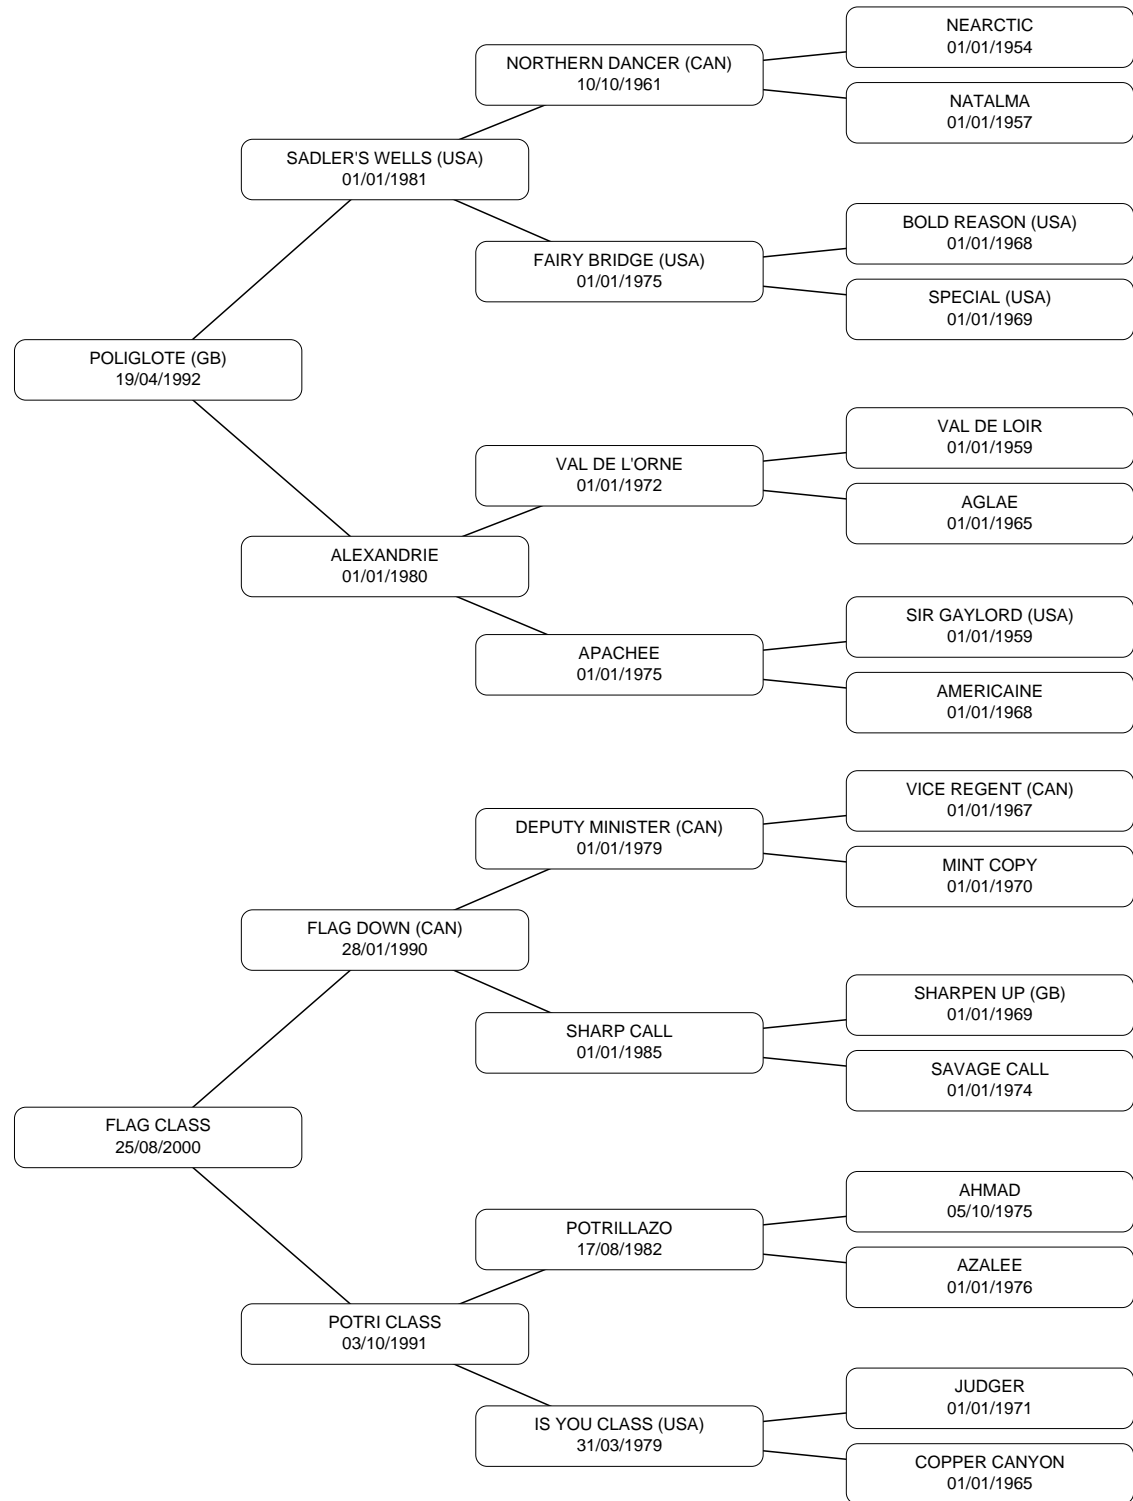 NEARCTIC
01/01/1954
NORTHERN DANCER (CAN)
10/10/1961
NATALMA
01/01/1957
SADLER'S WELLS (USA)
01/01/1981
BOLD REASON (USA)
01/01/1968
FAIRY BRIDGE (USA)
01/01/1975
SPECIAL (USA)
01/01/1969
POLIGLOTE (GB)
19/04/1992
VAL DE LOIR
01/01/1959
VAL DE L'ORNE
01/01/1972
AGLAE
01/01/1965
ALEXANDRIE
01/01/1980
SIR GAYLORD (USA)
01/01/1959
APACHEE
01/01/1975
AMERICAINE
01/01/1968
VICE REGENT (CAN)
01/01/1967
DEPUTY MINISTER (CAN)
01/01/1979
MINT COPY
01/01/1970
FLAG DOWN (CAN)
28/01/1990
SHARPEN UP (GB)
01/01/1969
SHARP CALL
01/01/1985
SAVAGE CALL
01/01/1974
FLAG CLASS
25/08/2000
AHMAD
05/10/1975
POTRILLAZO
17/08/1982
AZALEE
01/01/1976
POTRI CLASS
03/10/1991
JUDGER
01/01/1971
IS YOU CLASS (USA)
31/03/1979
COPPER CANYON
01/01/1965